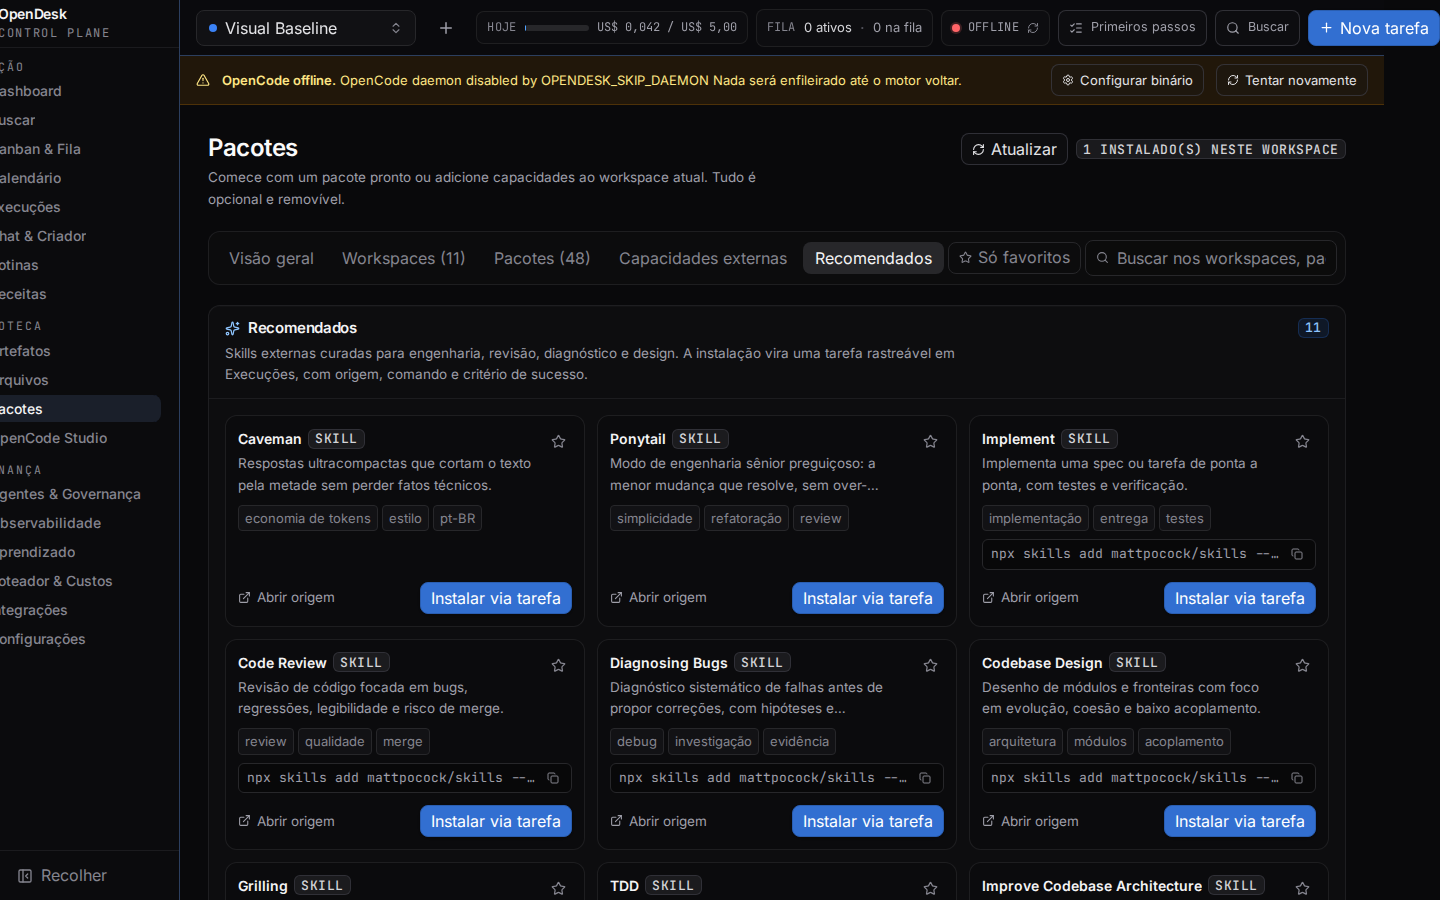 OpenDesk
CONTROL PLANE
Visual Baseline
HOJE US$ 0,042 / US$ 5,00
FILA 0 ativos · 0 na fila
OFFLINE
Primeiros passos
Buscar
Nova tarefa
OpenCode offline. OpenCode daemon disabled by OPENDESK_SKIP_DAEMON Nada será enfileirado até o motor voltar.
Configurar binário
Tentar novamente
ÇÃO
ashboard
uscar
anban & Fila
alendário
xecuções
hat & Criador
otinas
eceitas
OTECA
rtefatos
rquivos
acotes
penCode Studio
NANÇA
gentes & Governança
bservabilidade
prendizado
oteador & Custos
ntegrações
onfigurações
Recolher
Pacotes
Comece com um pacote pronto ou adicione capacidades ao workspace atual. Tudo é
opcional e removível.
Atualizar
1 INSTALADO(S) NESTE WORKSPACE
Visão geral
Workspaces (11)
Pacotes (48)
Capacidades externas
Recomendados
Só favoritos
Buscar nos workspaces, pa
Recomendados
11
Skills externas curadas para engenharia, revisão, diagnóstico e design. A instalação vira uma tarefa rastreável em
Execuções, com origem, comando e critério de sucesso.
Caveman SKILL
Respostas ultracompactas que cortam o texto
pela metade sem perder fatos técnicos.
economia de tokens estilo pt-BR
Abrir origem
Instalar via tarefa
Ponytail SKILL
Modo de engenharia sênior preguiçoso: a
menor mudança que resolve, sem over-…
simplicidade refatoração review
Abrir origem
Instalar via tarefa
Implement SKILL
Implementa uma spec ou tarefa de ponta a
ponta, com testes e verificação.
implementação entrega testes
npx skills add mattpocock/skills --…
Abrir origem
Instalar via tarefa
Code Review SKILL
Revisão de código focada em bugs,
regressões, legibilidade e risco de merge.
review qualidade merge
npx skills add mattpocock/skills --…
Abrir origem
Instalar via tarefa
Diagnosing Bugs SKILL
Diagnóstico sistemático de falhas antes de
propor correções, com hipóteses e…
debug investigação evidência
npx skills add mattpocock/skills --…
Abrir origem
Instalar via tarefa
Codebase Design SKILL
Desenho de módulos e fronteiras com foco
em evolução, coesão e baixo acoplamento.
arquitetura módulos acoplamento
npx skills add mattpocock/skills --…
Abrir origem
Instalar via tarefa
Grilling SKILL
TDD SKILL
Improve Codebase Architecture SKILL